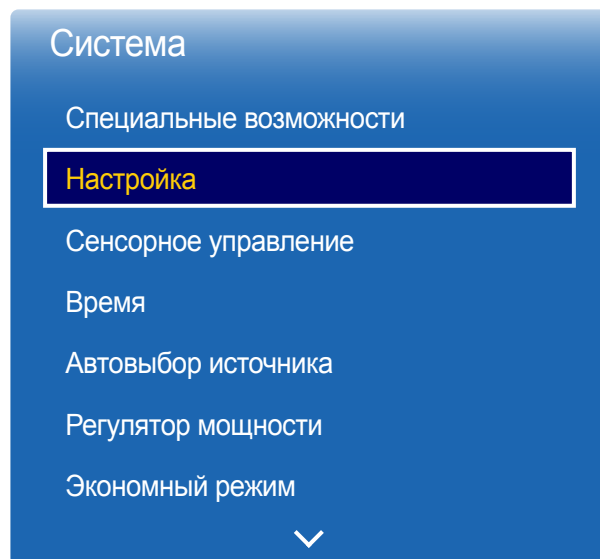 Система
Специальные возможности
Настройка
Сенсорное управление
Время
Автовыбор источника
Регулятор мощности
Экономный режим